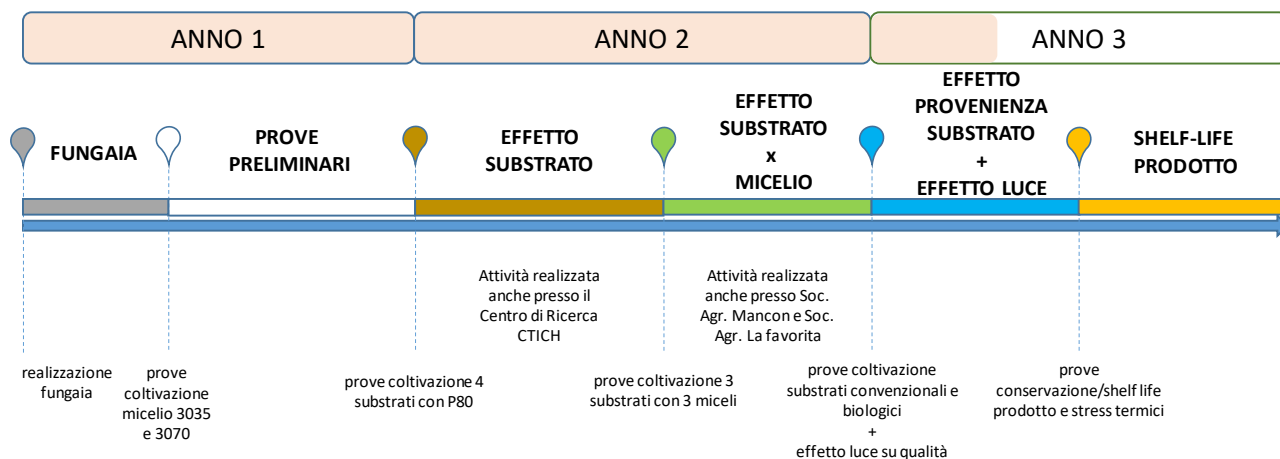 ANNO 1
ANNO 2
ANNO 3
FUNGAIA
PROVE
PRELIMINARI
EFFETTO
SUBSTRATO
EFFETTO
SUBSTRATO
x
MICELIO
EFFETTO
PROVENIENZA
SUBSTRATO
+
EFFETTO LUCE
SHELF-LIFE
PRODOTTO
Attività realizzata
anche presso il
Centro di Ricerca
CTICH
Attività realizzata
anche presso Soc.
Agr. Mancon e Soc.
Agr. La favorita
realizzazione
fungaia
prove
coltivazione
micelio 3035
e 3070
prove coltivazione 4
substrati con P80
prove coltivazione 3
substrati con 3 miceli
prove coltivazione
substrati convenzionali e
biologici
+
effetto luce su qualità
prove
conservazione/shelf life
prodotto e stress termici